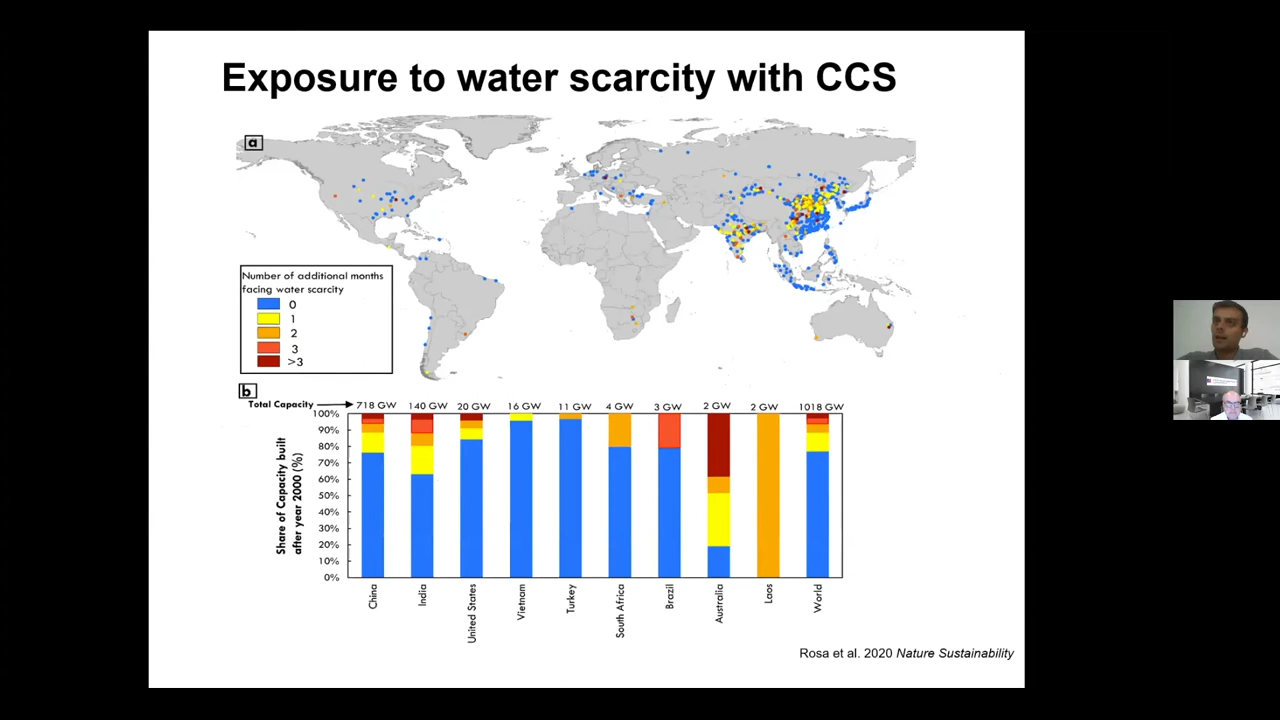 Exposure to water scarcity with CCS
a
Number of additional months
facing water scarcity
0
1
2
3
>3
b
Total Capacity
718 GW 140 GW 20 GW 16 GW 11 GW 4 GW 3 GW 2 GW 2 GW 1018 GW
Share of Capacity built
after year 2000 (%)
100%
90%
80%
70%
60%
50%
40%
30%
20%
10%
0%
China
India
United States
Vietnam
Turkey
South Africa
Brazil
Australia
Laos
World
Rosa et al. 2020 Nature Sustainability